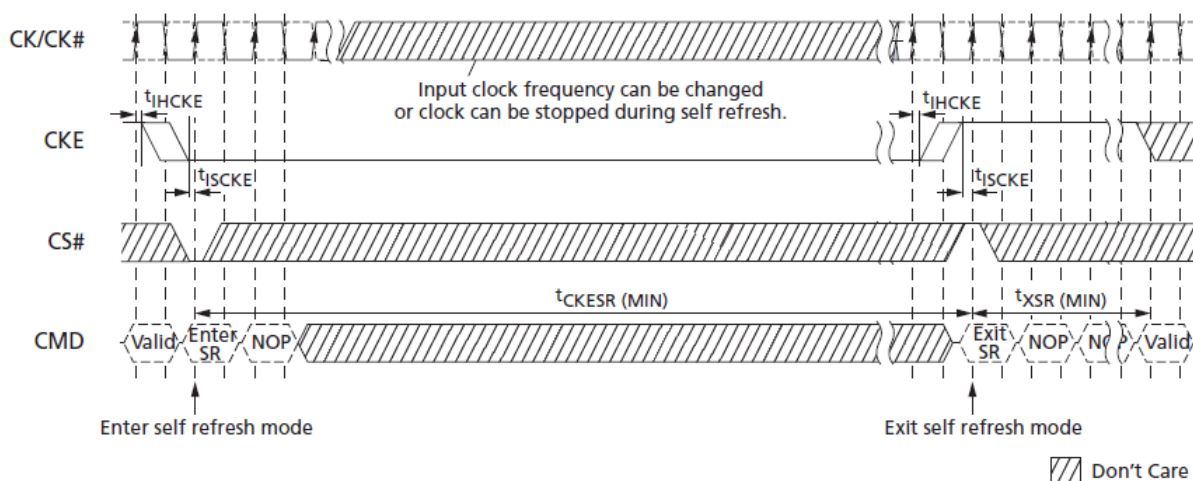 CK/CK#
Input clock frequency can be changed
or clock can be stopped during self refresh.
tIHCKE
tIHCKE
CKE
tISCKE
tISCKE
CS#
tCKESR (MIN)
tXSR (MIN)
CMD
Valid
Enter
SR
NOP
Exit
SR
NOP
NOP
Valid
Enter self refresh mode
Exit self refresh mode
Don't Care